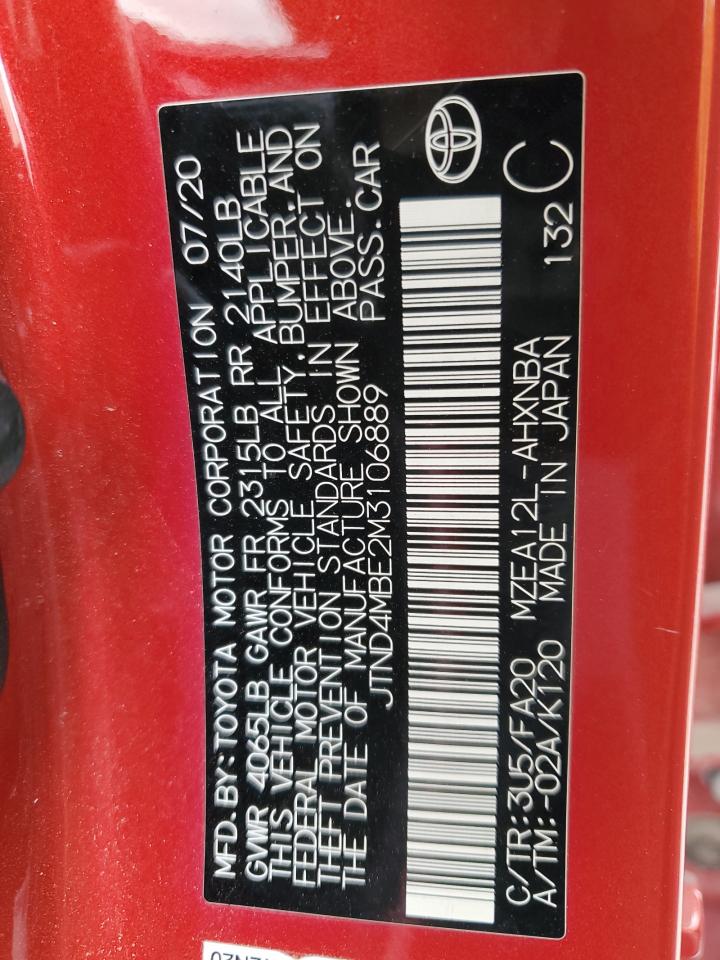 MFD.BY:TOYOTA MOTOR CORPORATION 07/20
GVWR 4065LB GAWR FR 2315LB RR 2140LB
THIS VEHICLE CONFORMS TO ALL APPLICABLE
FEDERAL MOTOR VEHICLE SAFETY.BUMPER.AND
THEFT PREVENTION STANDARDS IN EFFECT ON
THE DATE OF MANUFACTURE SHOWN ABOVE.
JTND4MBE2M3106889 PASS.CAR
C/TR:3U5/FA20 MZEA12L-AHXNBA 132 C
A/TM:-02A/K120 MADE IN JAPAN